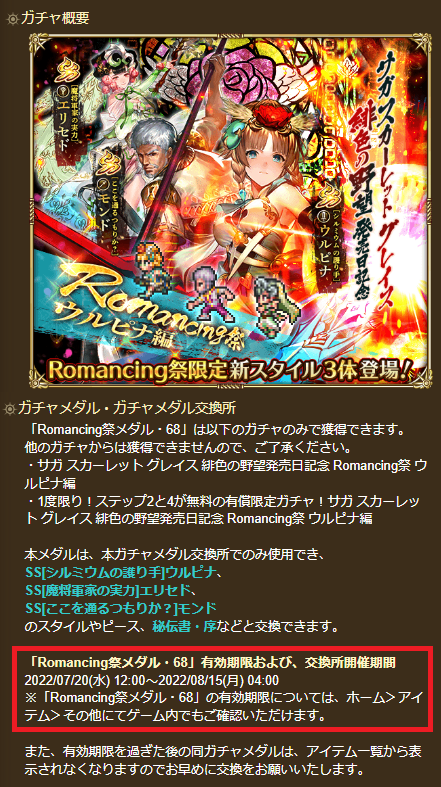 ガチャ概要
サガ スカーレット グレイス
緋色の野望 発売日記念
SS
[魔将軍家の実力]
エリセド
SS
[ここを通るつもりか?]
モンド
SS
[シルミウムの護り手]
ウルピナ
Romancing祭
ウルピナ編
Romancing祭限定 新スタイル3体登場!
ガチャメダル・ガチャメダル交換所
「Romancing祭メダル・68」は以下のガチャのみで獲得できます。
他のガチャからは獲得できませんので、ご了承ください。
・サガ スカーレット グレイス 緋色の野望発売日記念 Romancing祭 ウ
ルピナ編
・1度限り！ステップ2と4が無料の有償限定ガチャ！サガ スカーレッ
ト グレイス 緋色の野望発売日記念 Romancing祭 ウルピナ編
本メダルは、本ガチャメダル交換所でのみ使用でき、
SS[シルミウムの護り手]ウルピナ、
SS[魔将軍家の実力]エリセド、
SS[ここを通るつもりか？]モンド
のスタイルやピース、秘伝書・序などと交換できます。
「Romancing祭メダル・68」有効期限および、交換所開催期間
2022/07/20(水) 12:00～2022/08/15(月) 04:00
※「Romancing祭メダル・68」の有効期限については、ホーム＞アイ
テム＞その他にてゲーム内でもご確認いただけます。
また、有効期限を過ぎた後の同ガチャメダルは、アイテム一覧から表
示されなくなりますのでお早めに交換をお願いいたします。